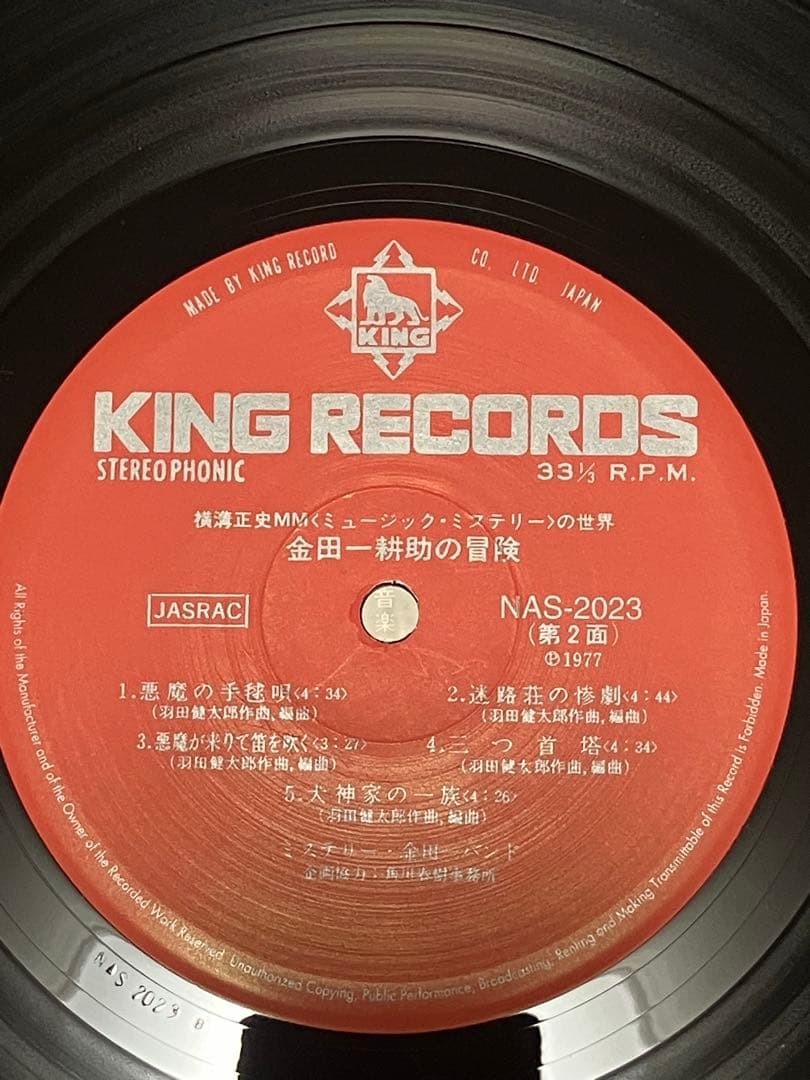 MADE BY KING RECORD CO. LTD. JAPAN
KING
KING RECORDS
STEREOPHONIC 33⅓ R.P.M.
横溝正史MM<ミュージック・ミステリー>の世界
金田一耕助の冒険
音楽
JASRAC
NAS-2023
(第2面)
Ⓟ1977
1.悪魔の手毬唄<4:34>
(羽田健太郎作曲,編曲)
2.迷路荘の惨劇<4:44>
(羽田健太郎作曲,編曲)
3.悪魔が来りて笛を吹く<3:27>
(羽田健太郎作曲,編曲)
4.三つ首塔<4:34>
(羽田健太郎作曲,編曲)
5.犬神家の一族<4:26>
(羽田健太郎作曲,編曲)
ミステリー・金田一バンド
企画協力・角川春樹事務所
All Rights of the Manufacturer and of the Owner of the Recorded Work Reserved. Unauthorized Copying, Public Performance, Broadcasting, Renting and Making Transmittable of this Record is Forbidden. Made in Japan.
NAS 2023 B